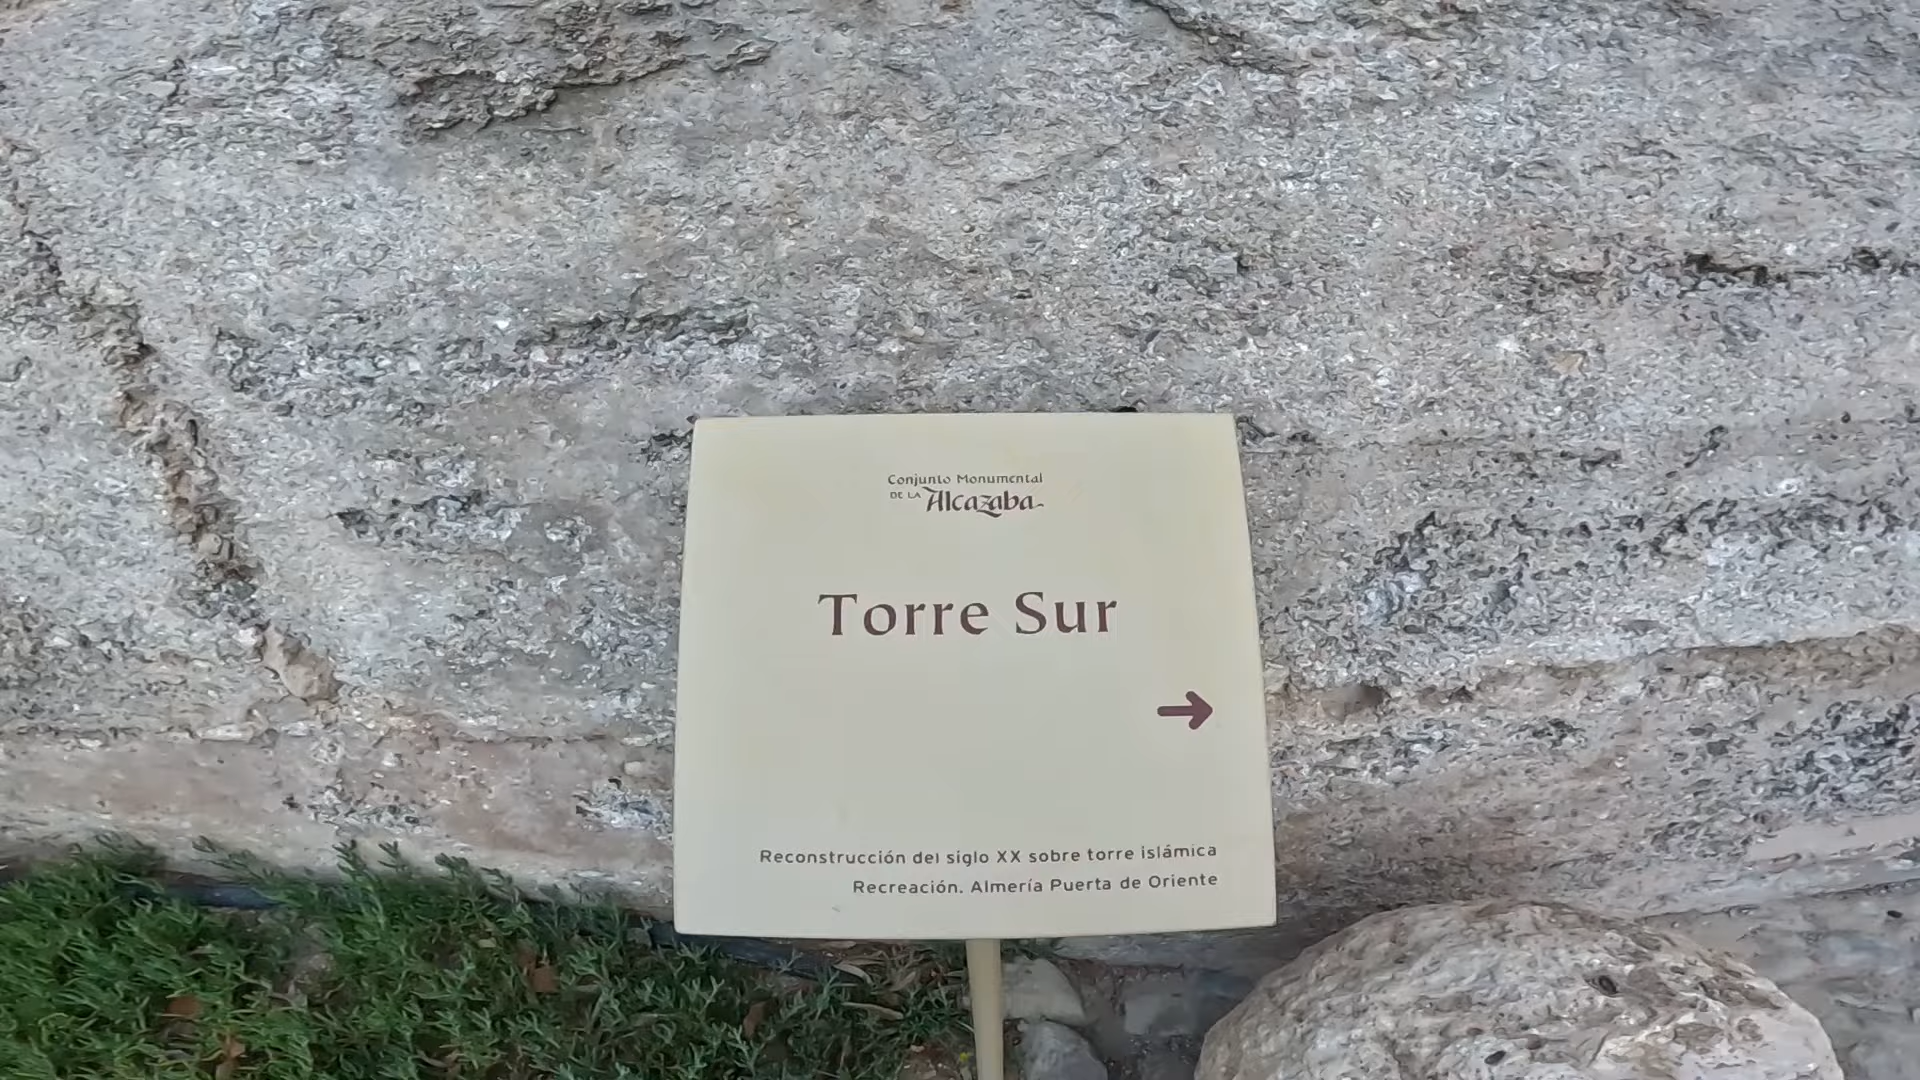 Conjunto Monumental
DE LA Alcazaba
Torre Sur
→
Reconstrucción del siglo XX sobre torre islámica
Recreación. Almería Puerta de Oriente